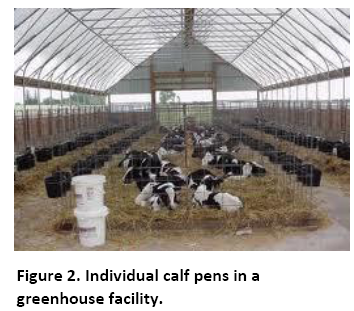 Figure 2. Individual calf pens in a
greenhouse facility.